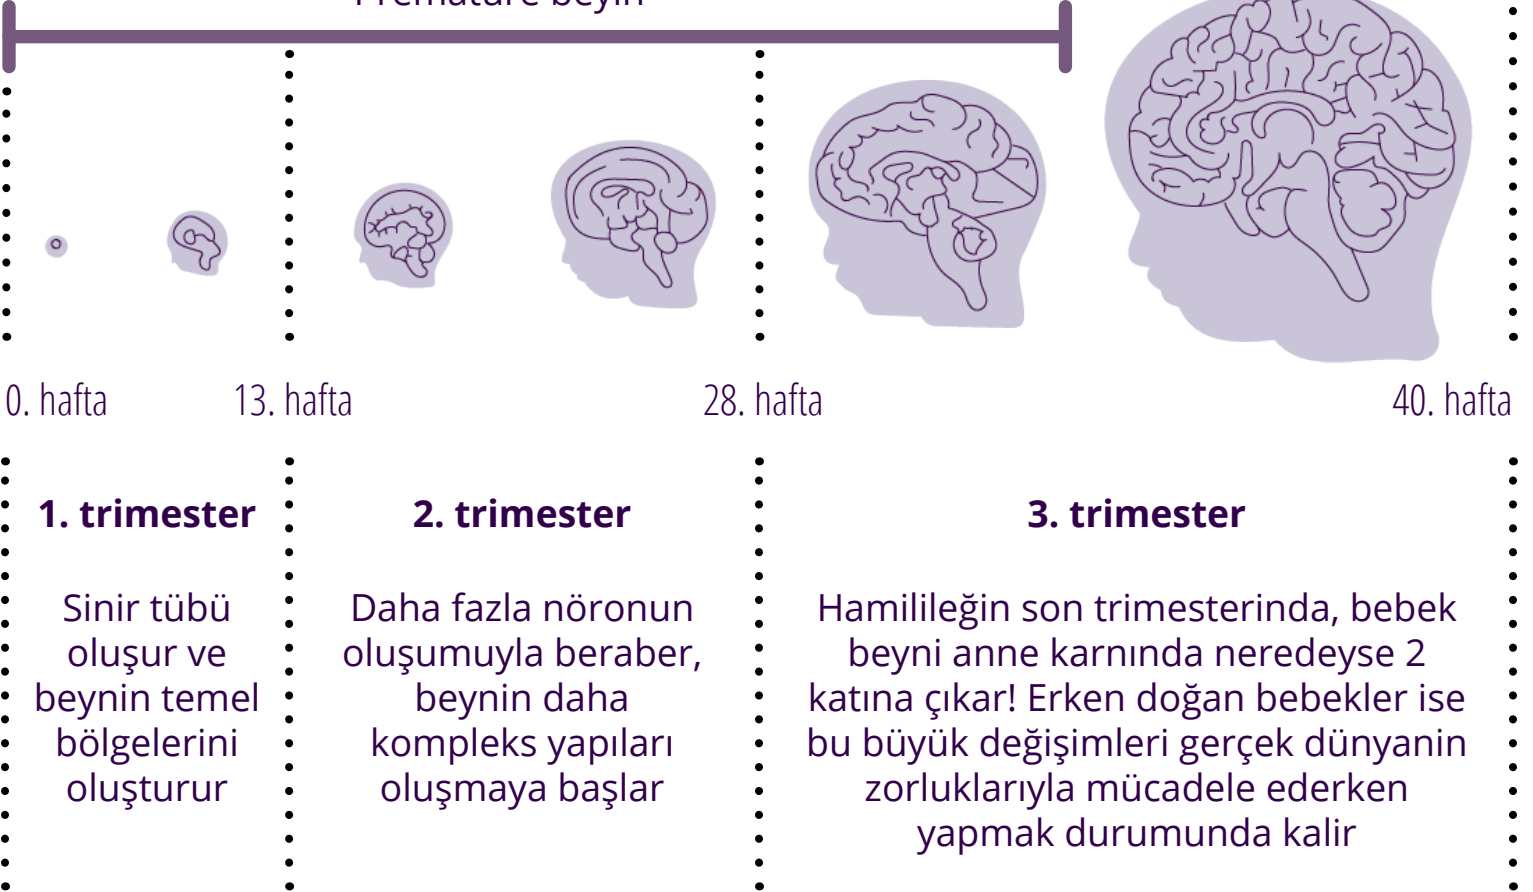 Premature beyin
0. hafta
13. hafta
28. hafta
40. hafta
1. trimester
Sinir tübü
oluşur ve
beynin temel
bölgelerini
oluşturur
2. trimester
Daha fazla nöronun
oluşumuyla beraber,
beynin daha
kompleks yapıları
oluşmaya başlar
3. trimester
Hamilileğin son trimesterinda, bebek
beyni anne karnında neredeyse 2
katına çıkar! Erken doğan bebekler ise
bu büyük değişimleri gerçek dünyanin
zorluklarıyla mücadele ederken
yapmak durumunda kalir